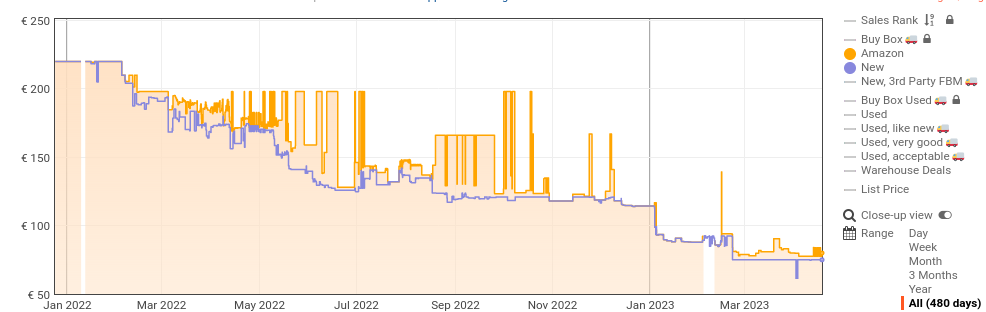 € 250
€ 200
€ 150
€ 100
€ 50
Jan 2022
Mar 2022
May 2022
Jul 2022
Sep 2022
Nov 2022
Jan 2023
Mar 2023
Sales Rank
Buy Box
Amazon
New
New, 3rd Party FBM
Buy Box Used
Used
Used, like new
Used, very good
Used, acceptable
Warehouse Deals
List Price
Close-up view
Range
Day
Week
Month
3 Months
Year
All (480 days)